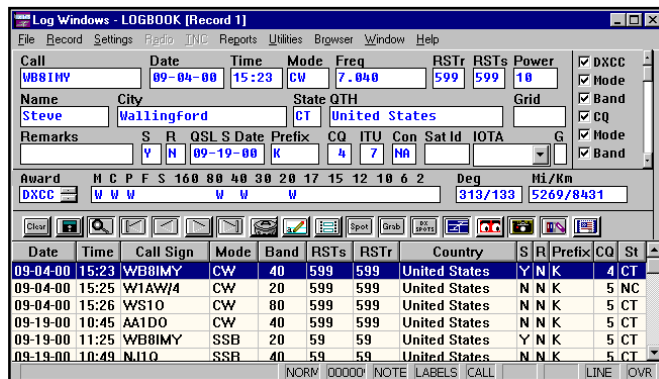 Log Windows - LOGBOOK [Record 1]
File Record Settings Radio TNC Reports Utilities Browser Window Help
Call Date Time Mode Freq RSTr RSTs Power DXCC
WB8IMY 09-04-00 15:23 CW 7.040 599 599 10 Mode
Name City State QTH Grid Band
Steve Wallingford CT United States CQ
Remarks S R QSL S Date Prefix CQ ITU Con Sat Id IOTA G Mode
Y N 09-19-00 K 4 7 NA Band
Award M C P F S 160 80 40 30 20 17 15 12 10 6 2 Deg Mi/Km
DXCC W W W W W W 313/133 5269/8431
Clear Spot Grab DX SPOTS
Date Time Call Sign Mode Band RSTs RSTr Country S R Prefix CQ St
09-04-00 15:23 WB8IMY CW 40 599 599 United States Y N K 4 CT
09-04-00 15:25 W1AW/4 CW 20 599 599 United States N N K 5 NC
09-04-00 15:26 WS1O CW 80 599 599 United States N N K 5 CT
09-19-00 10:45 AA1DO CW 40 599 599 United States N N K 5 CT
09-19-00 11:25 WB8IMY SSB 20 59 59 United States Y N K 5 CT
09-19-00 10:49 NJ1Q SSB 40 59 59 United States N N K 5 CT
NORM 00000 NOTE LABELS CALL LINE OVR